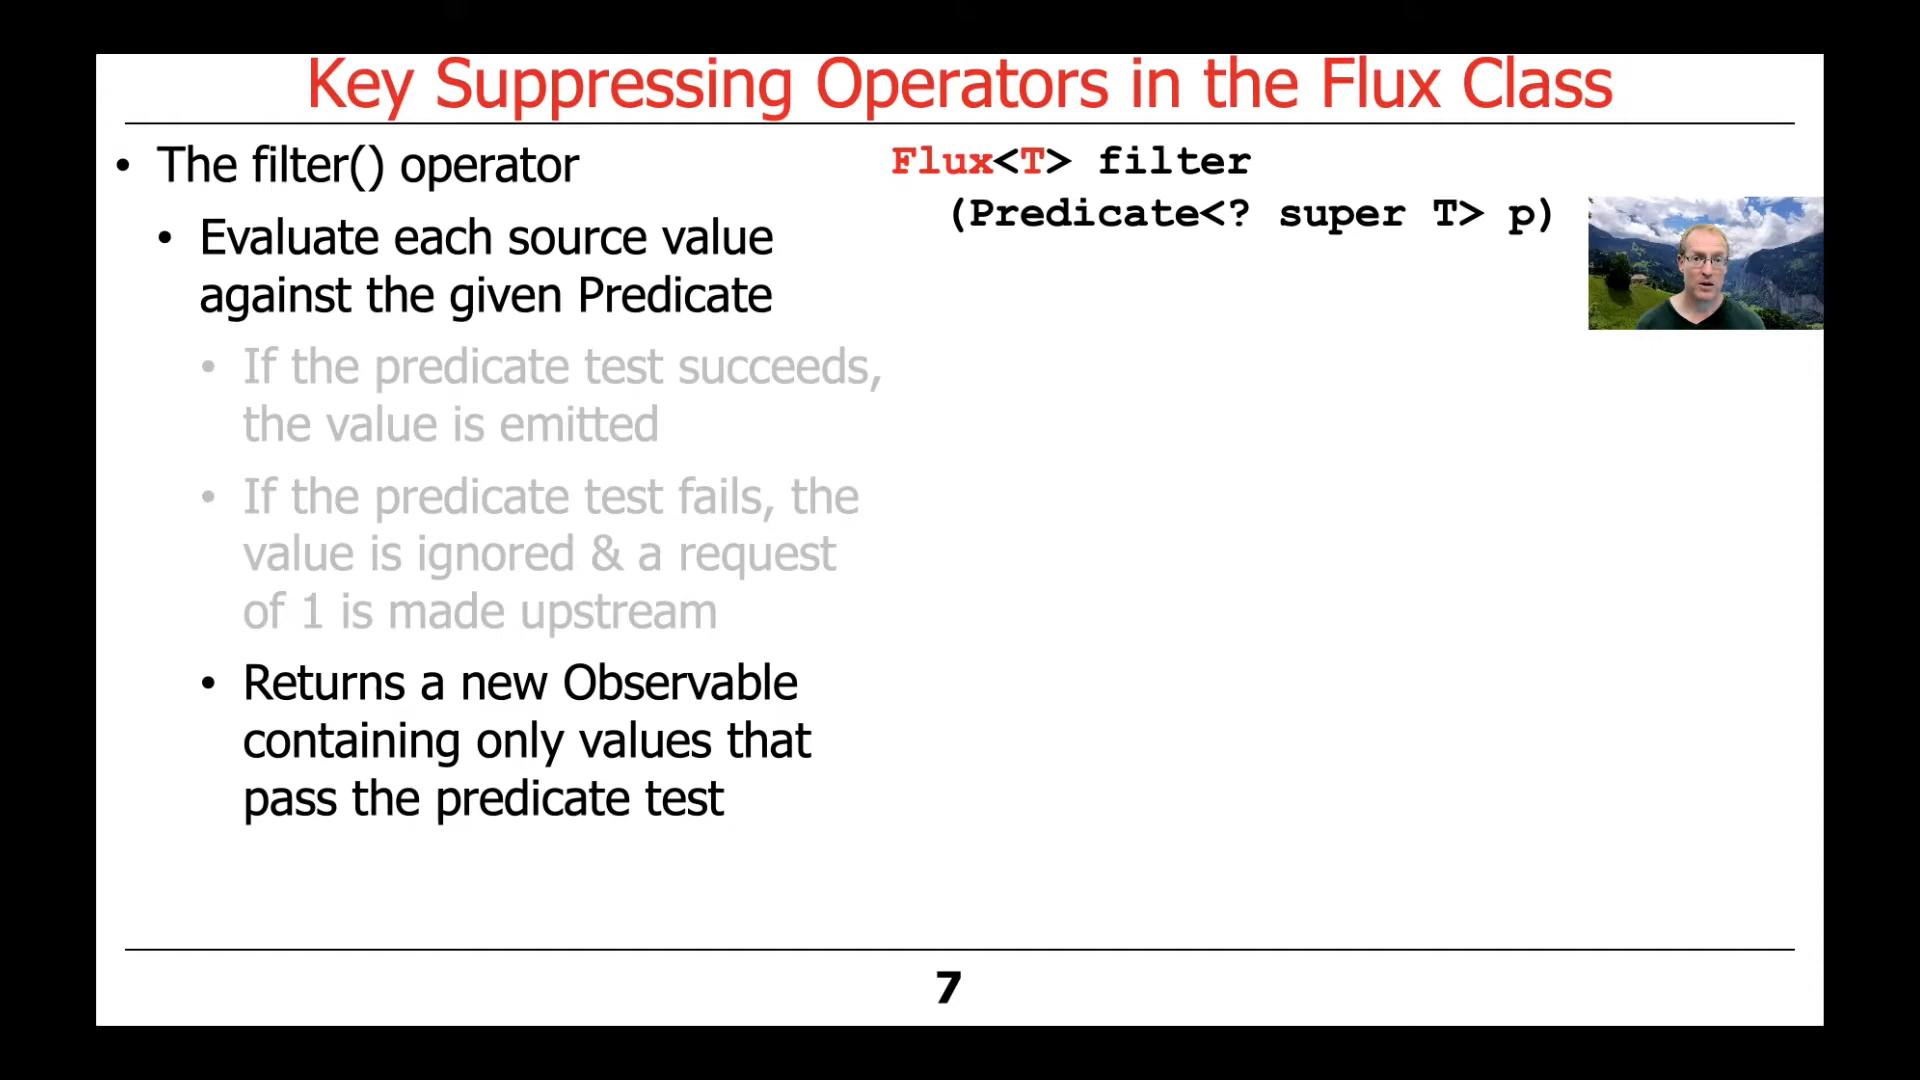 Key Suppressing Operators in the Flux Class
• The filter() operator
• Evaluate each source value
against the given Predicate
• If the predicate test succeeds,
the value is emitted
• If the predicate test fails, the
value is ignored & a request
of 1 is made upstream
• Returns a new Observable
containing only values that
pass the predicate test
Flux<T> filter
(Predicate<? super T> p)
7